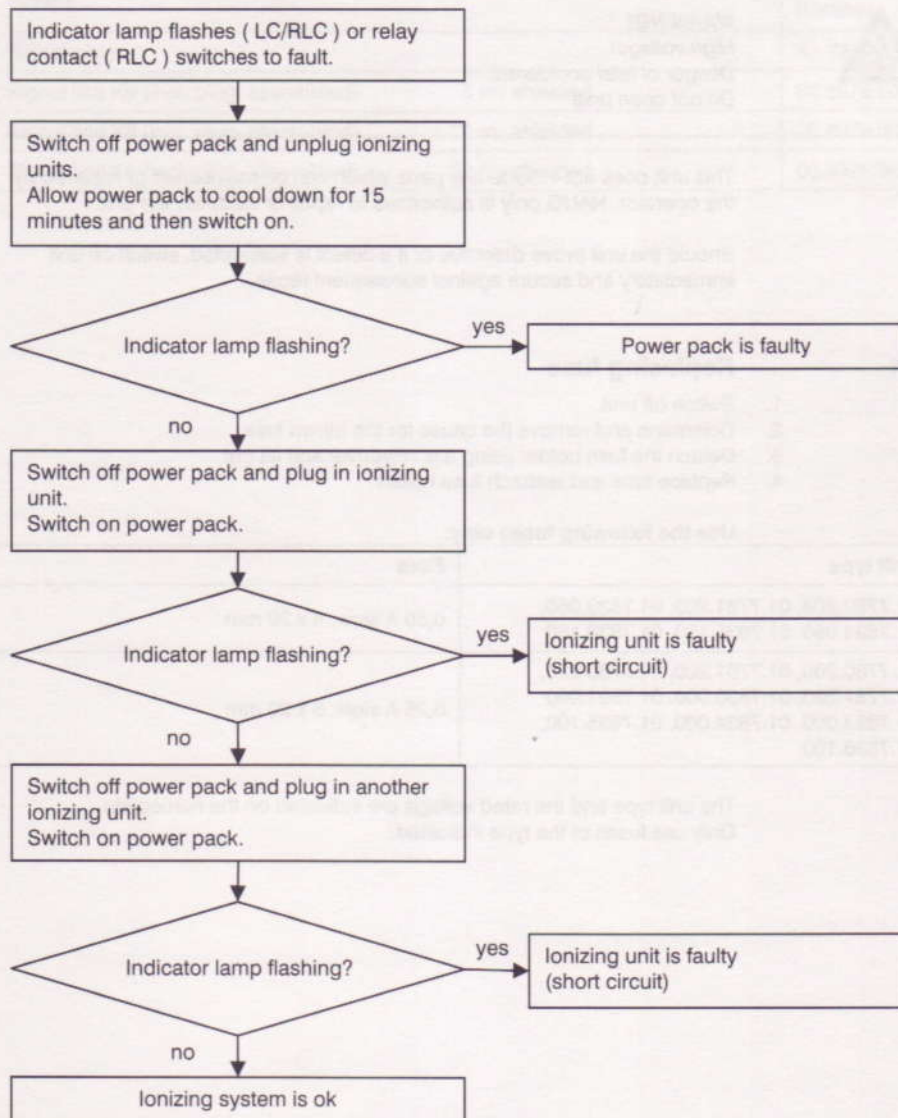 Indicator lamp flashes ( LC/RLC ) or relay
contact ( RLC ) switches to fault.
Switch off power pack and unplug ionizing
units.
Allow power pack to cool down for 15
minutes and then switch on.
Indicator lamp flashing?
yes
Power pack is faulty
no
Switch off power pack and plug in ionizing
unit.
Switch on power pack.
Indicator lamp flashing?
yes
Ionizing unit is faulty
(short circuit)
no
Switch off power pack and plug in another
ionizing unit.
Switch on power pack.
Indicator lamp flashing?
yes
Ionizing unit is faulty
(short circuit)
no
Ionizing system is ok